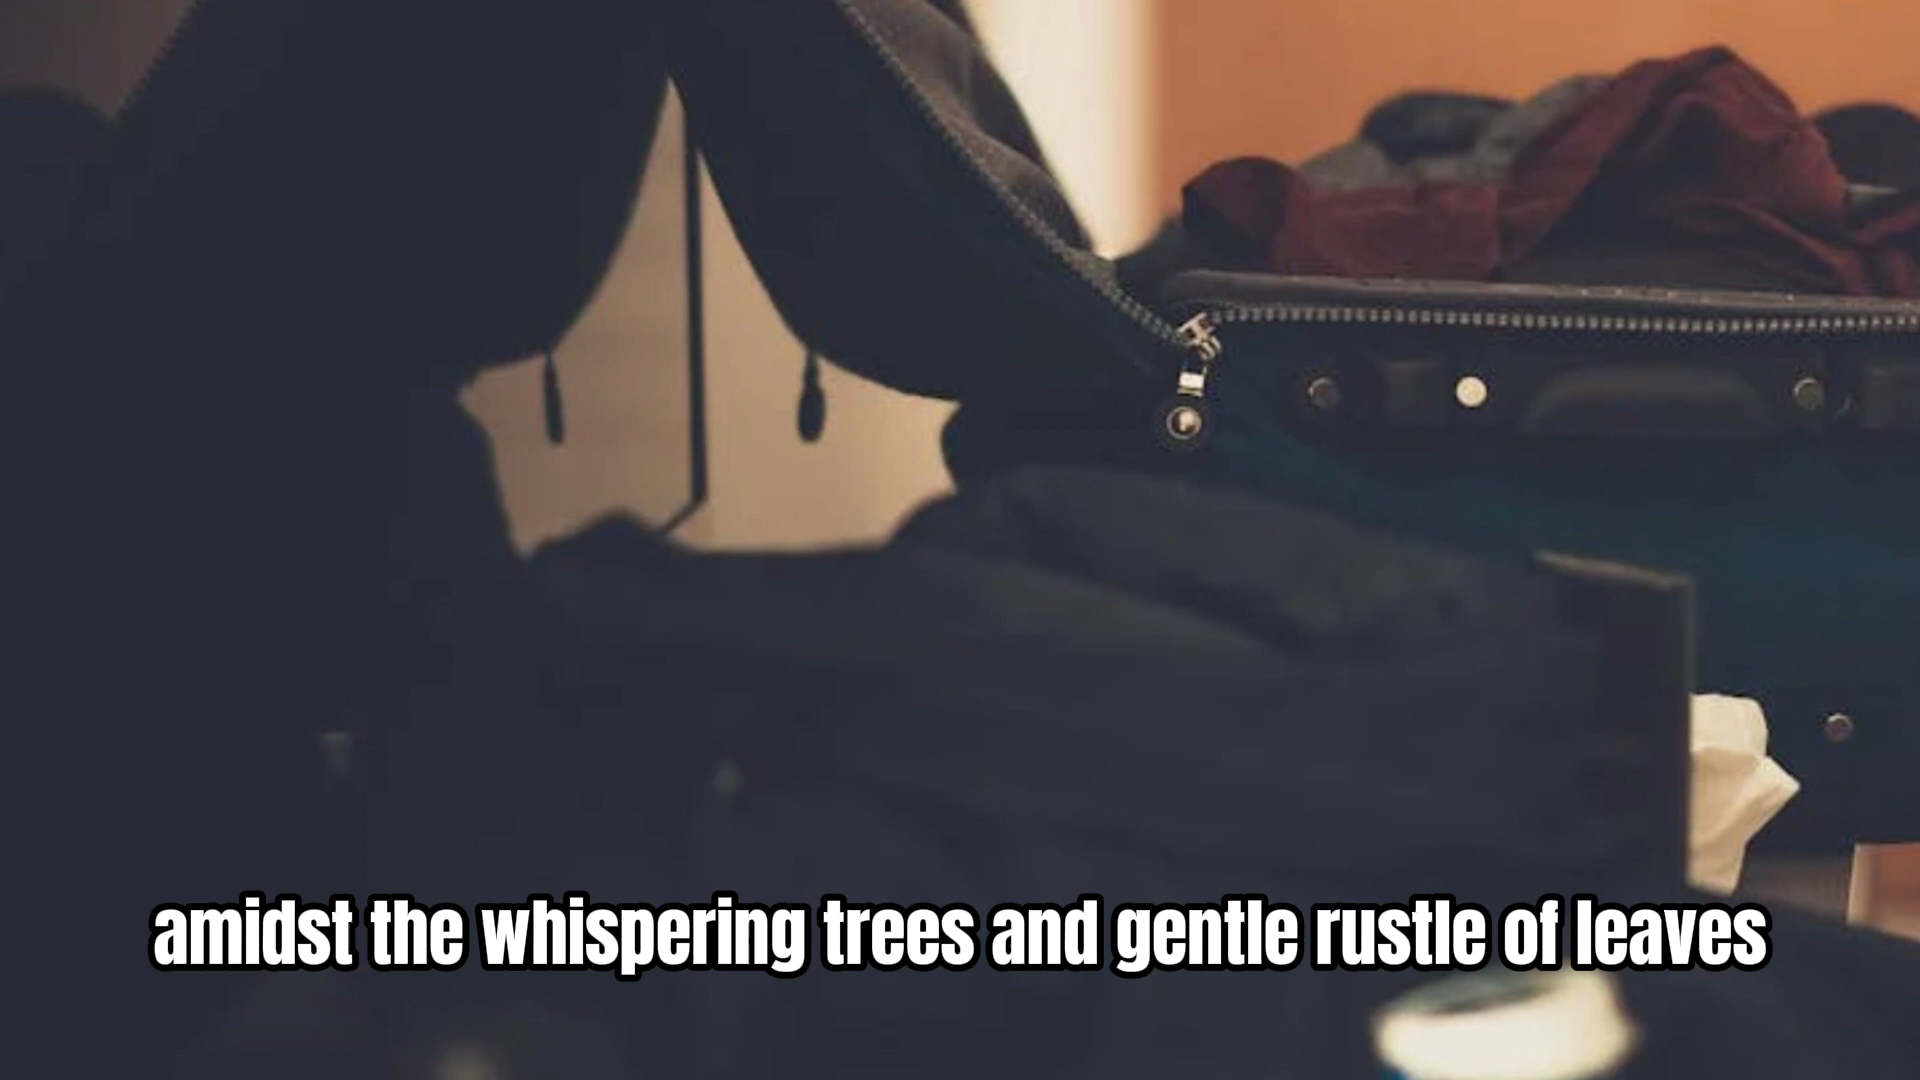 amidst the whispering trees and gentle rustle of leaves